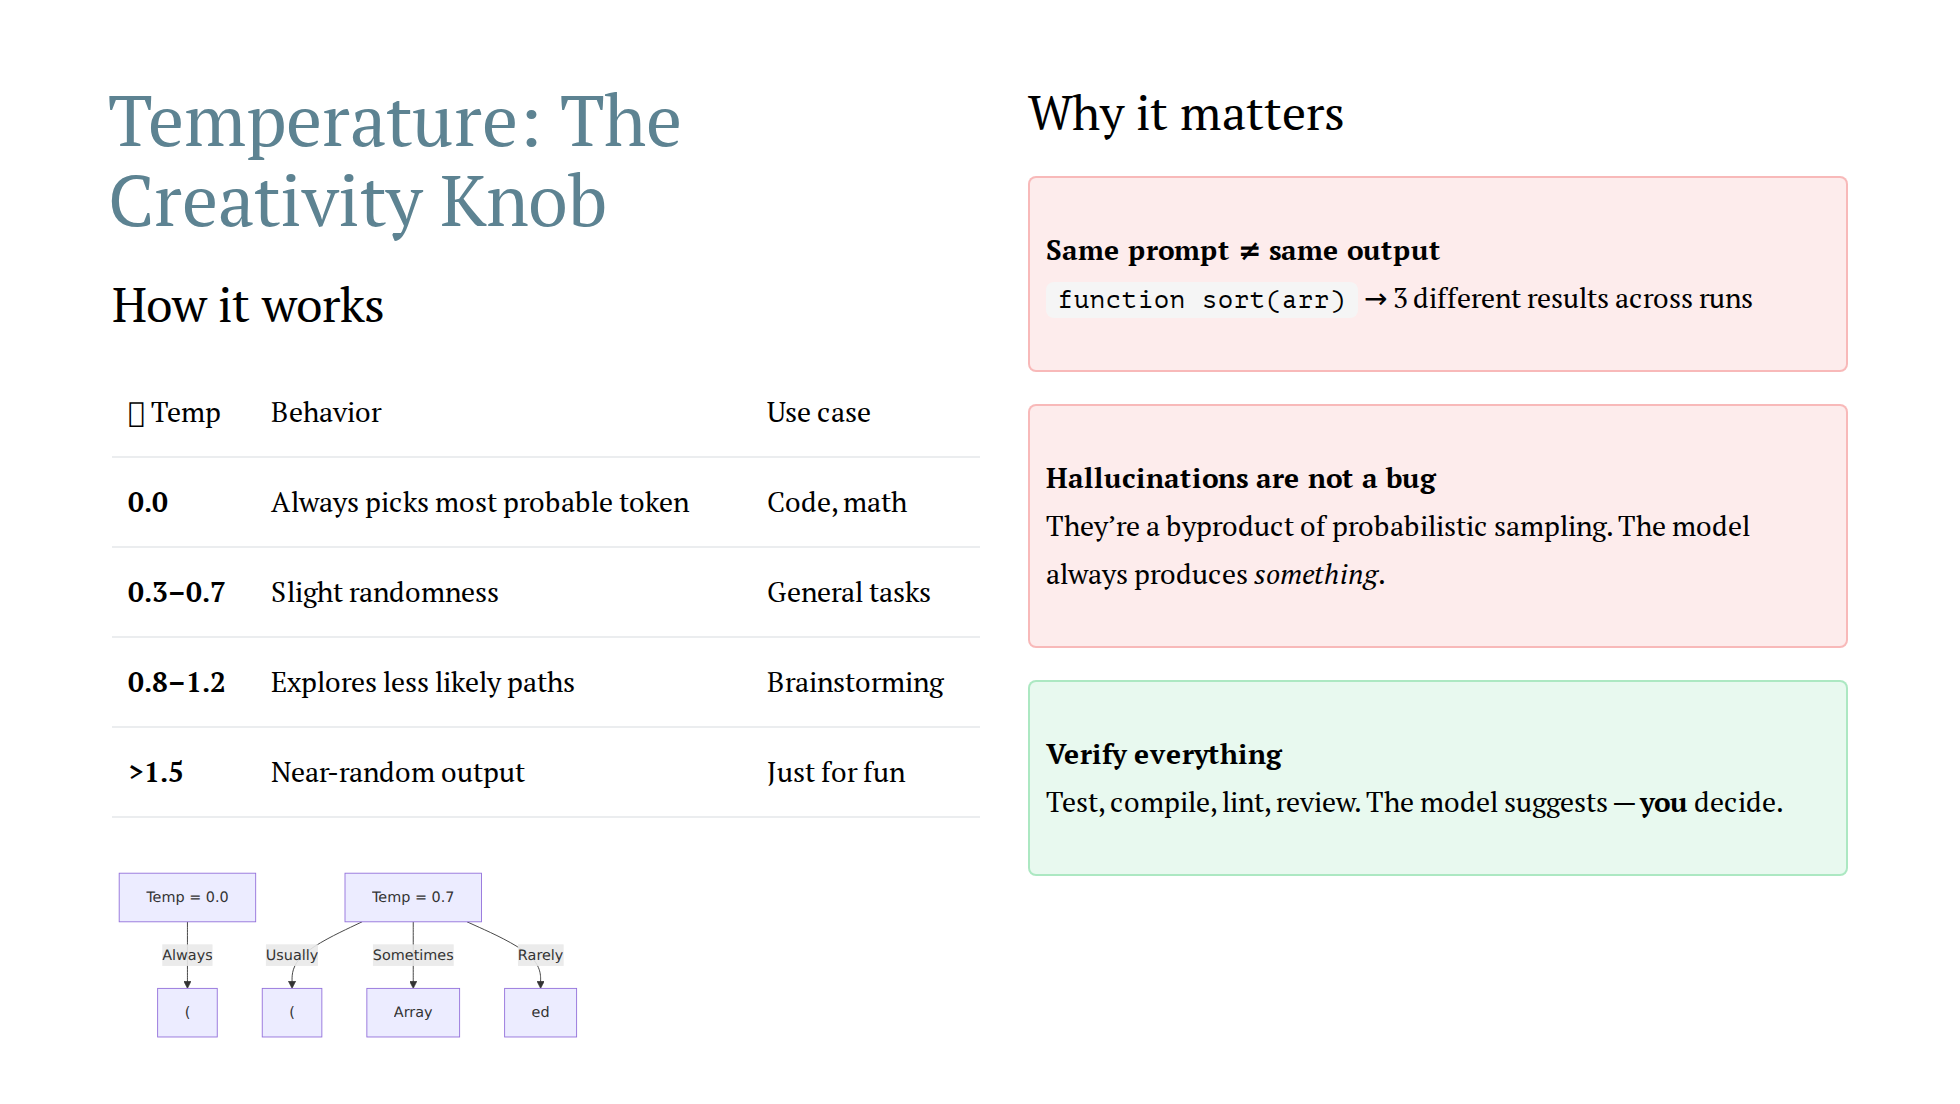 Temperature: The
Creativity Knob
How it works
Temp Behavior Use case
0.0 Always picks most probable token Code, math
0.3–0.7 Slight randomness General tasks
0.8–1.2 Explores less likely paths Brainstorming
>1.5 Near-random output Just for fun
Temp = 0.0 Temp = 0.7
Always Usually Sometimes Rarely
( ( Array ed
Why it matters
Same prompt ≠ same output
function sort(arr) → 3 different results across runs
Hallucinations are not a bug
They’re a byproduct of probabilistic sampling. The model
always produces something.
Verify everything
Test, compile, lint, review. The model suggests — you decide.